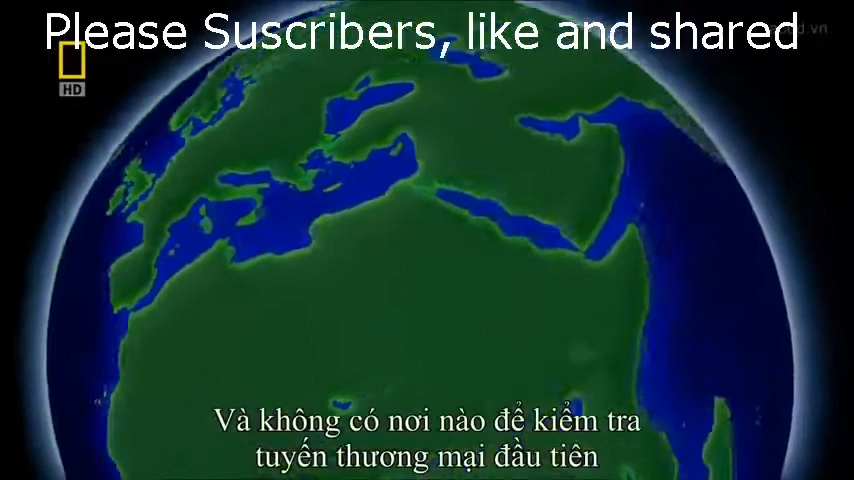 Please Suscribers, like and shared
HD
Và không có nơi nào để kiểm tra
tuyến thương mại đầu tiên